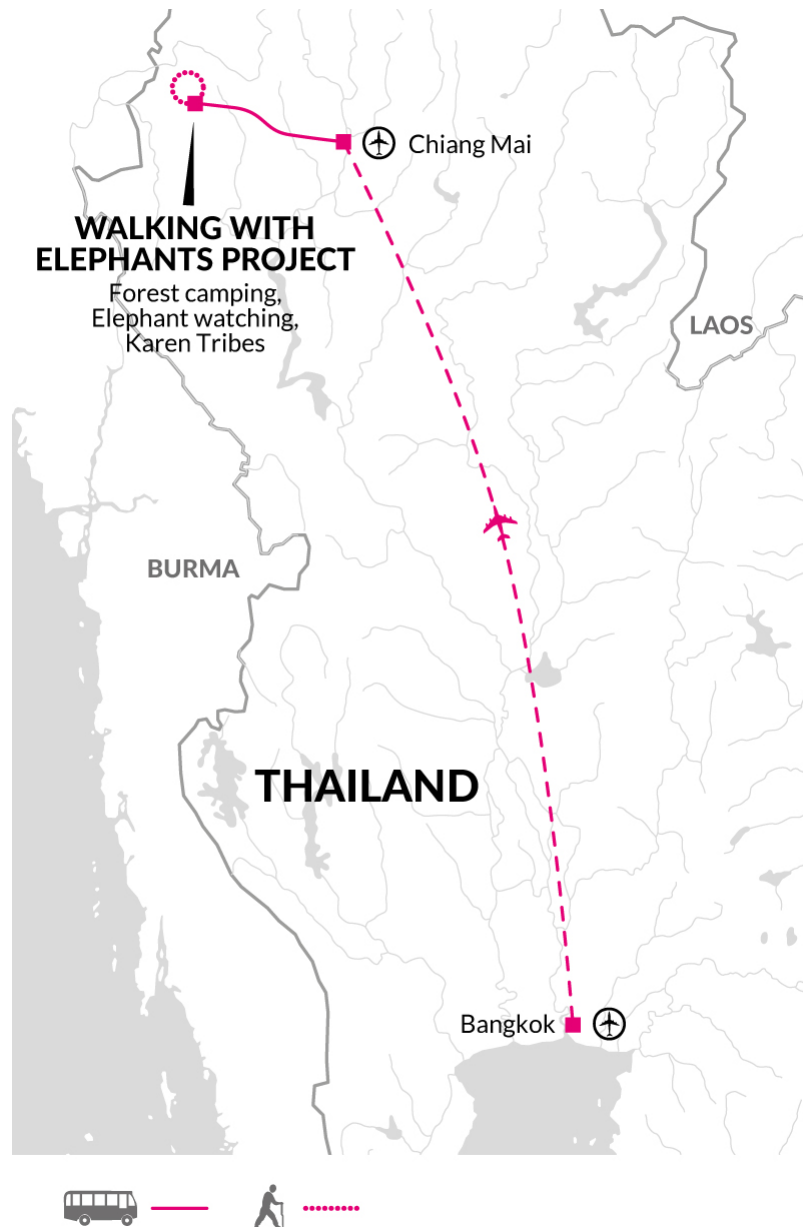 Chiang Mai
WALKING WITH
ELEPHANTS PROJECT
Forest camping,
Elephant watching,
Karen Tribes
LAOS
BURMA
THAILAND
Bangkok